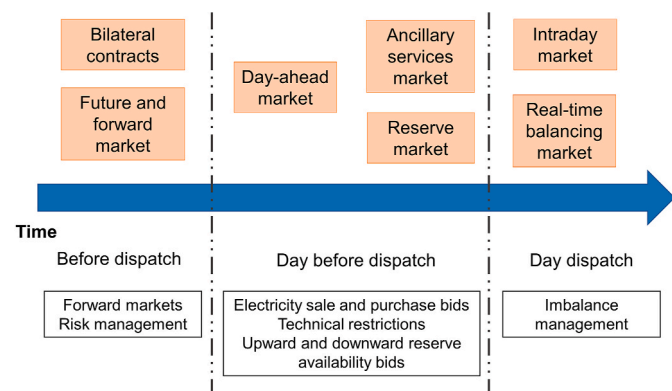 Bilateral
contracts
Future and
forward
market
Day-ahead
market
Ancillary
services
market
Reserve
market
Intraday
market
Real-time
balancing
market
Time
Before dispatch
Day before dispatch
Day dispatch
Forward markets
Risk management
Electricity sale and purchase bids
Technical restrictions
Upward and downward reserve
availability bids
Imbalance
management